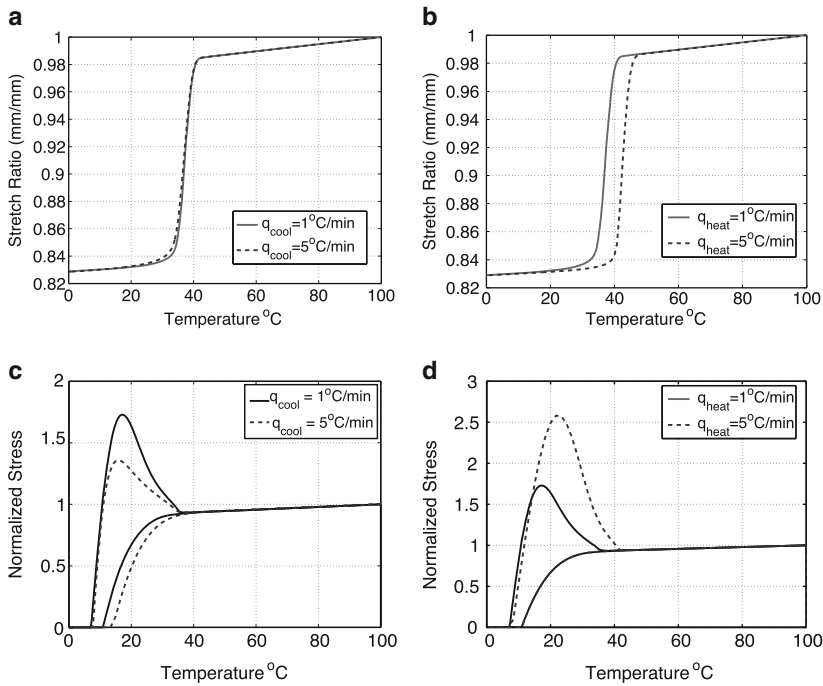 a
1
0.98
0.96
0.94
0.92
0.9
0.88
0.86
0.84
0.82
0 20 40 60 80 100
Stretch Ratio (mm/mm)
Temperature °C
q_cool=1°C/min
q_cool=5°C/min
b
1
0.98
0.96
0.94
0.92
0.9
0.88
0.86
0.84
0.82
0 20 40 60 80 100
Stretch Ratio (mm/mm)
Temperature °C
q_heat=1°C/min
q_heat=5°C/min
c
2
1.5
1
0.5
0
0 20 40 60 80 100
Normalized Stress
Temperature °C
q_cool = 1°C/min
q_cool = 5°C/min
d
3
2.5
2
1.5
1
0.5
0
0 20 40 60 80 100
Normalized Stress
Temperature °C
q_heat=1°C/min
q_heat=5°C/min